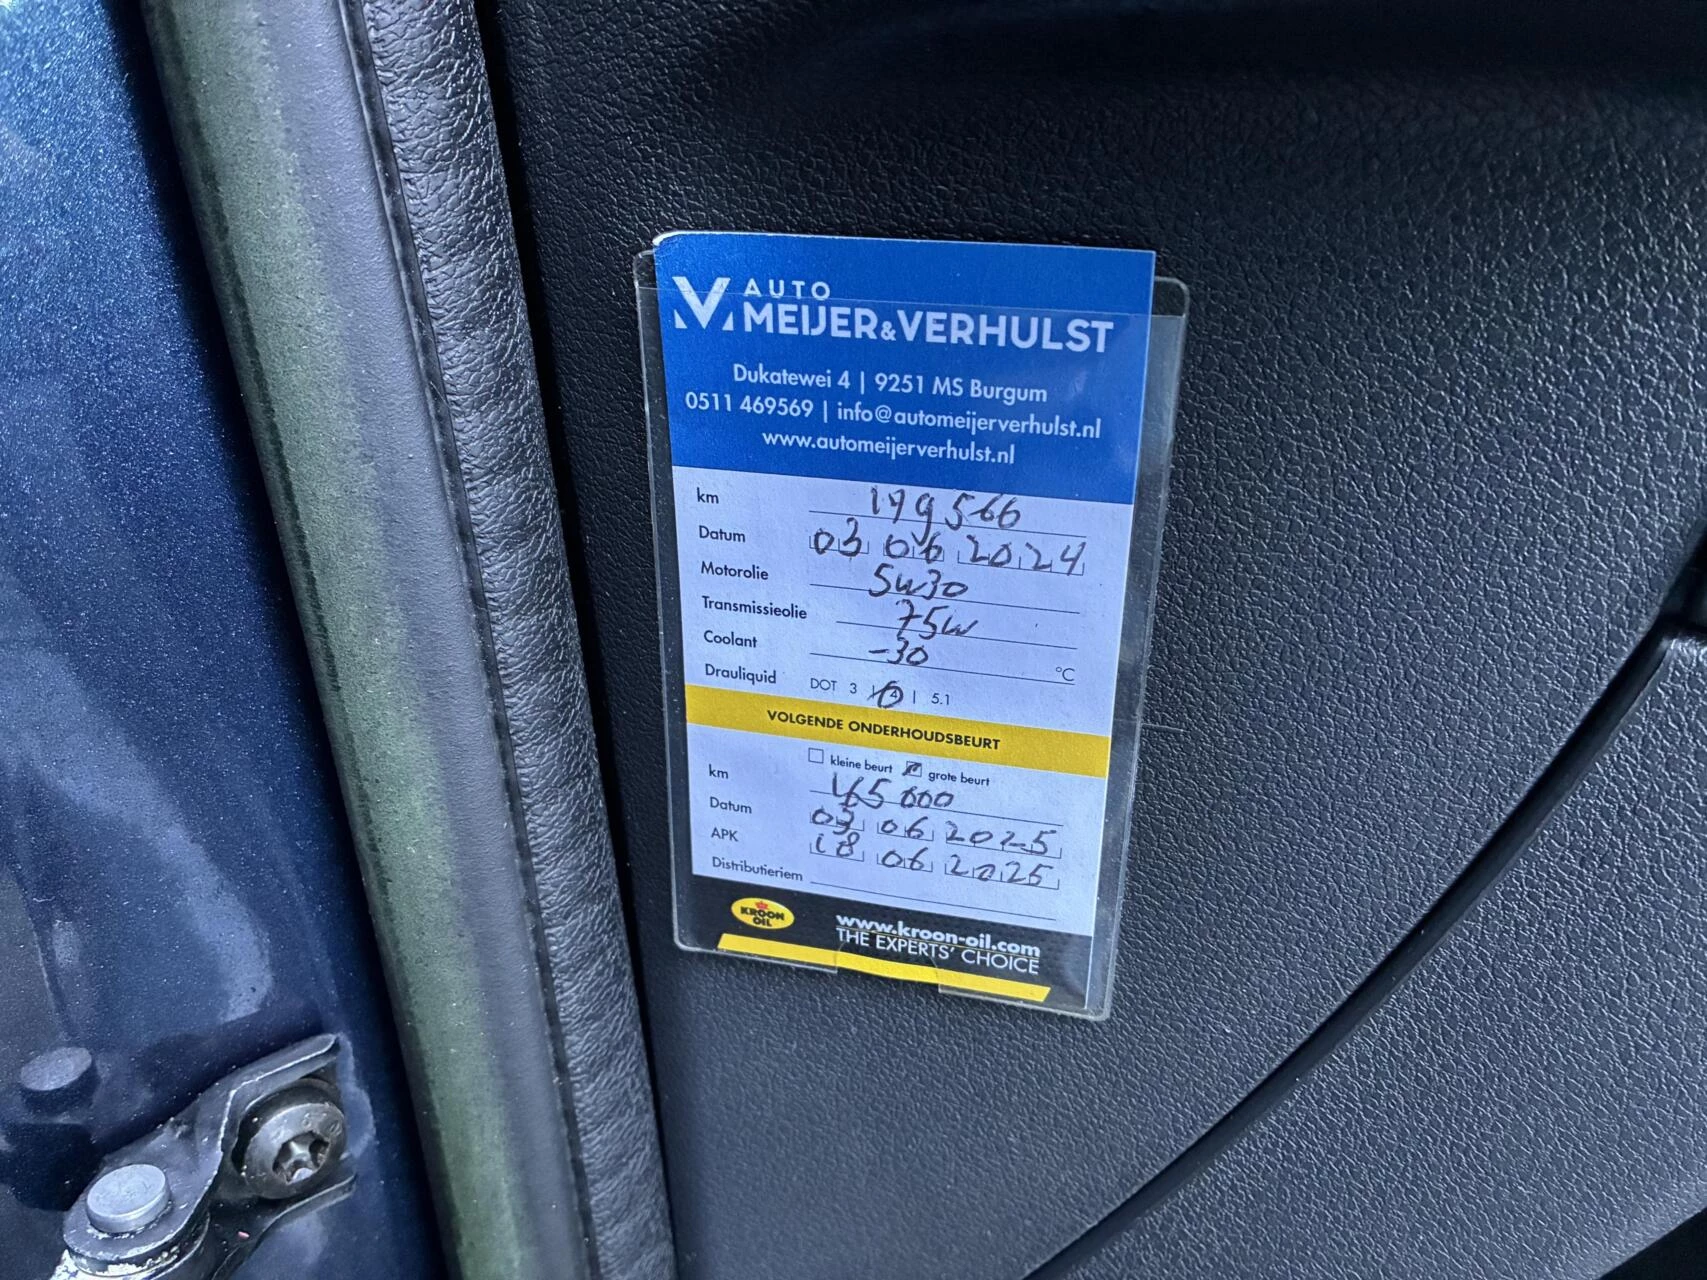 AUTO
MEIJER&VERHULST
Dukatewei 4 | 9251 MS Burgum
0511 469569 | info@automeijerverhulst.nl
www.automeijerverhulst.nl
km
Datum 03 06 2024
Motorolie 5w30
Transmissieolie 75w
Coolant -30 °C
Drauliquid DOT 3 | 4 | 5.1
VOLGENDE ONDERHOUDSBEURT
kleine beurt grote beurt
km
Datum 03 06 2025
APK 18 06 2025
Distributieriem
KROON
OIL
www.kroon-oil.com
THE EXPERTS' CHOICE